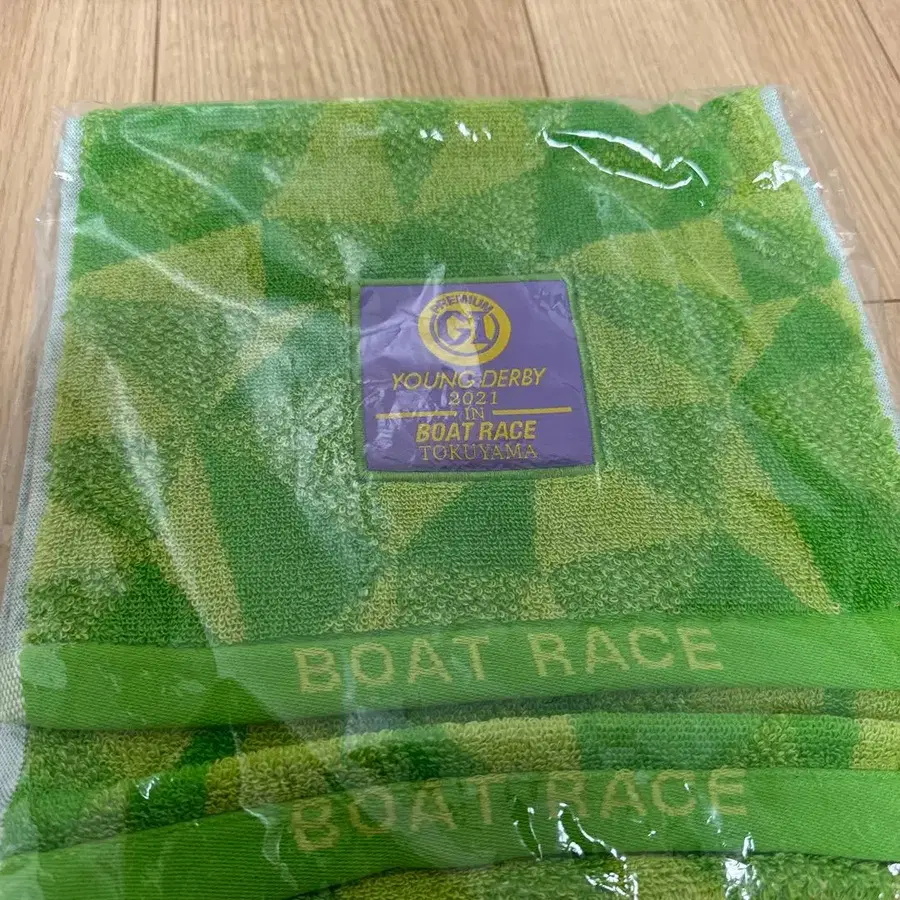 PREMIUM
GI
YOUNG DERBY
2021
IN
BOAT RACE
TOKUYAMA
BOAT RACE
BOAT RACE